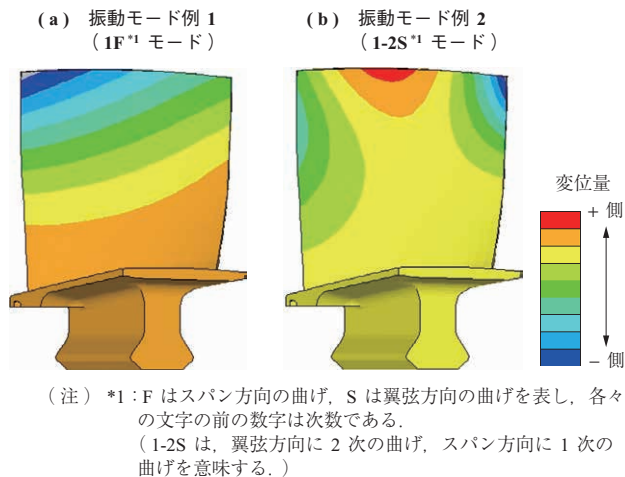 ( a ) 振動モード例 1
( 1F*1 モード )
( b ) 振動モード例 2
( 1-2S*1 モード )
変位量
+ 側
− 側
( 注 ) *1 : F はスパン方向の曲げ, S は翼弦方向の曲げを表し, 各々
の文字の前の数字は次数である.
( 1-2S は, 翼弦方向に 2 次の曲げ, スパン方向に 1 次の
曲げを意味する. )